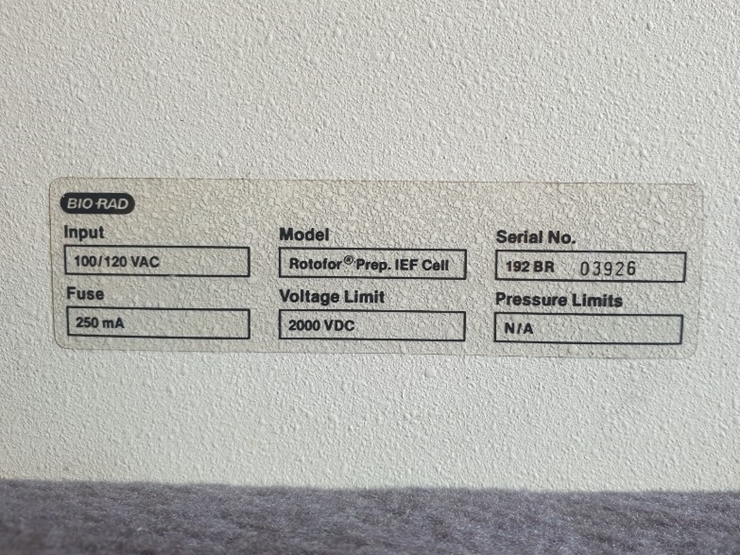 BIO-RAD
Input Model Serial No.
100/120 VAC Rotofor® Prep. IEF Cell 192 BR 03926
Fuse Voltage Limit Pressure Limits
250 mA 2000 VDC N/A